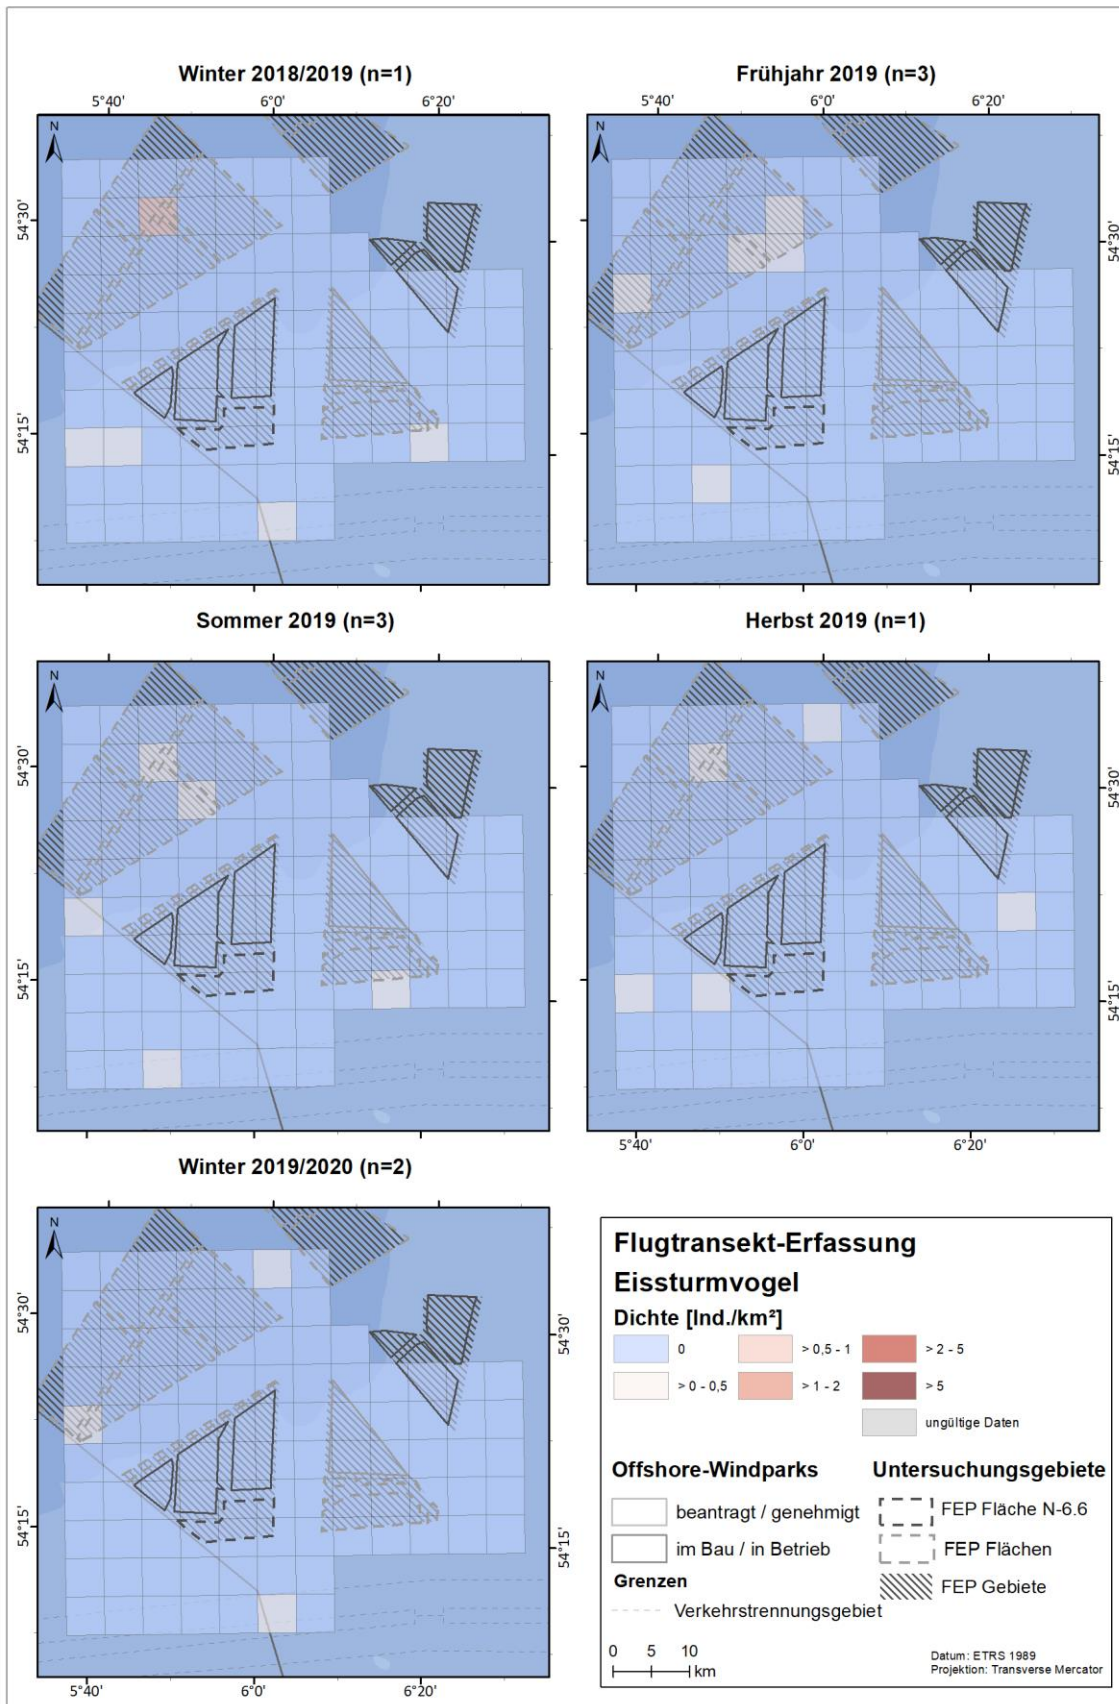 Winter 2018/2019 (n=1)
Frühjahr 2019 (n=3)
5°40' 6°0' 6°20'
5°40' 6°0' 6°20'
N
N
54°30'
54°30'
54°15'
54°15'
Sommer 2019 (n=3)
Herbst 2019 (n=1)
N
N
54°30'
54°30'
54°15'
54°15'
5°40' 6°0' 6°20'
Winter 2019/2020 (n=2)
N
54°30'
54°30'
54°15'
54°15'
5°40' 6°0' 6°20'
Flugtransekt-Erfassung
Eissturmvogel
Dichte [Ind./km²]
0
> 0,5 - 1
> 2 - 5
> 0 - 0,5
> 1 - 2
> 5
ungültige Daten
Offshore-Windparks
Untersuchungsgebiete
beantragt / genehmigt
FEP Fläche N-6.6
im Bau / in Betrieb
FEP Flächen
Grenzen
FEP Gebiete
Verkehrstrennungsgebiet
0 5 10
km
Datum: ETRS 1989
Projektion: Transverse Mercator